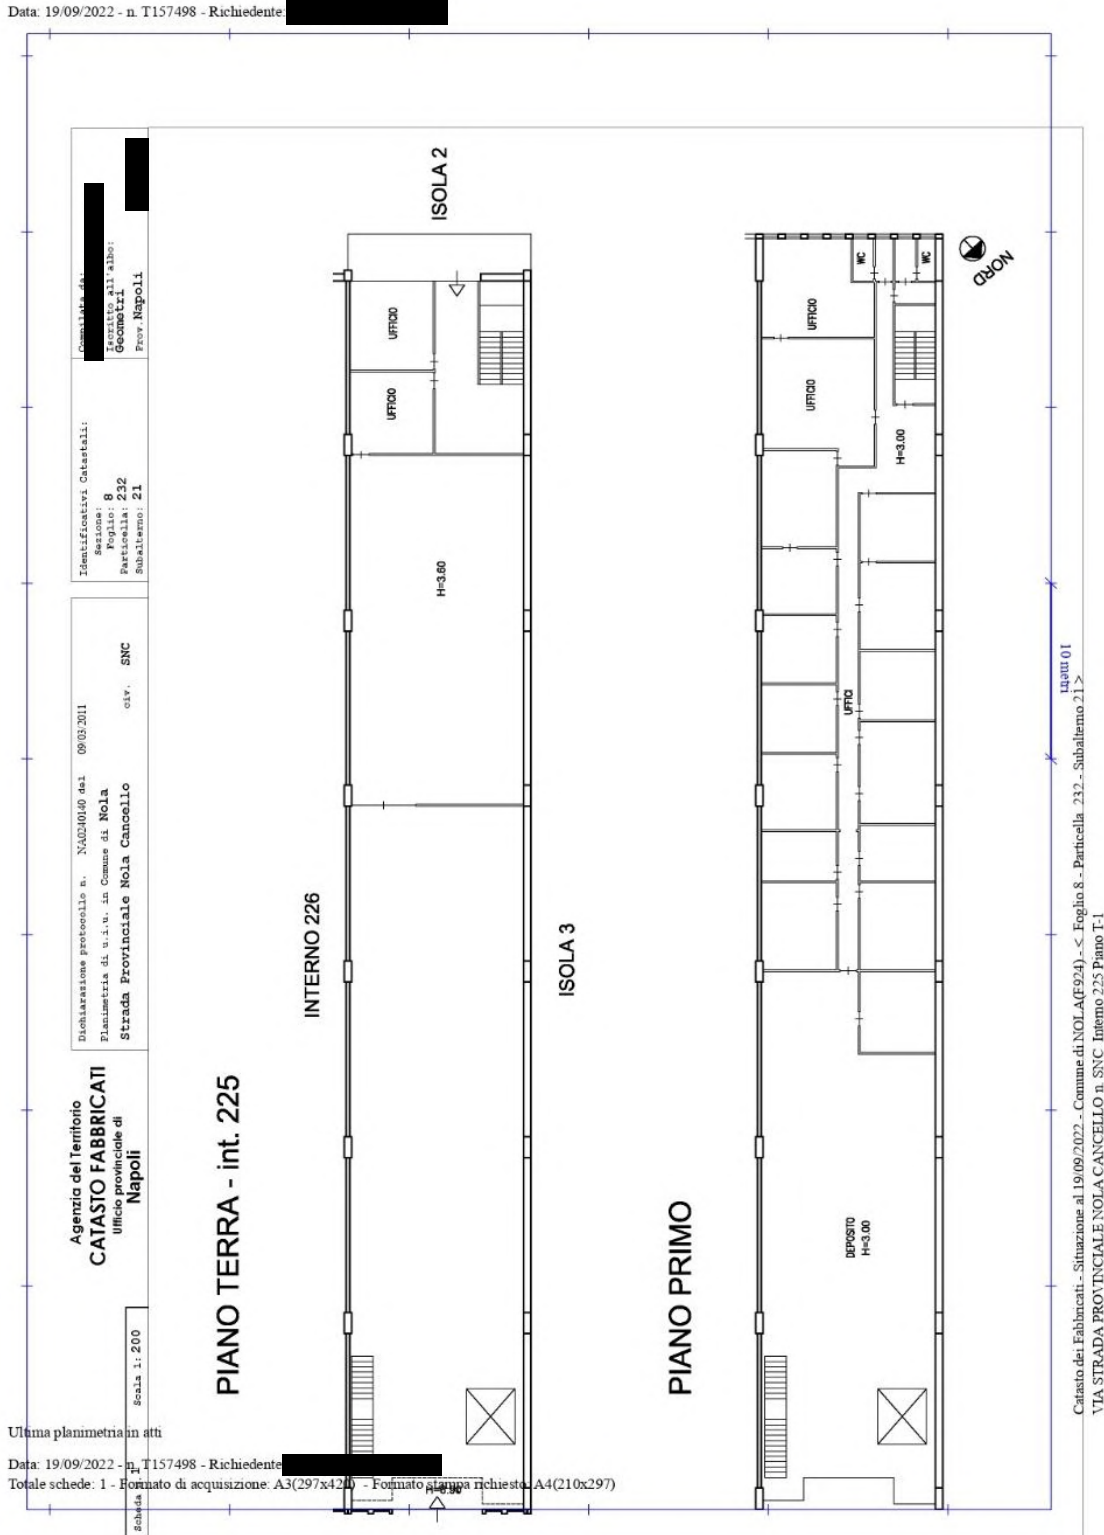 Data: 19/09/2022 - n. T157498 - Richiedente:
Agenzia del Territorio
CATASTO FABBRICATI
Ufficio provinciale di
Napoli
Dichiarazione protocollo n. NA0240140 del 09/03/2011
Planimetria di u.i.u. in Comune di Nola
Strada Provinciale Nola Cancello civ. SNC
Identificativi Catastali:
Sezione:
Foglio: 8
Particella: 232
Subalterno: 21
Compilata da:
Iscritto all'albo:
Geometri
Prov. Napoli
Scheda n. 1 Scala 1: 200
PIANO TERRA - int. 225
INTERNO 226
ISOLA 2
ISOLA 3
UFFICIO
UFFICIO
H=3.60
PIANO PRIMO
NORD
WC
WC
UFFICIO
UFFICIO
H=3.00
UFFICI
DEPOSITO
H=3.00
10 metri
Catasto dei Fabbricati - Situazione al 19/09/2022 - Comune di NOLA(F924) - < Foglio 8 - Particella 232 - Subalterno 21 >
VIA STRADA PROVINCIALE NOLA CANCELLO n. SNC Interno 225 Piano T-1
Ultima planimetria in atti
Data: 19/09/2022 - n. T157498 - Richiedente
Totale schede: 1 - Formato di acquisizione: A3(297x420) - Formato stampa richiesto: A4(210x297)